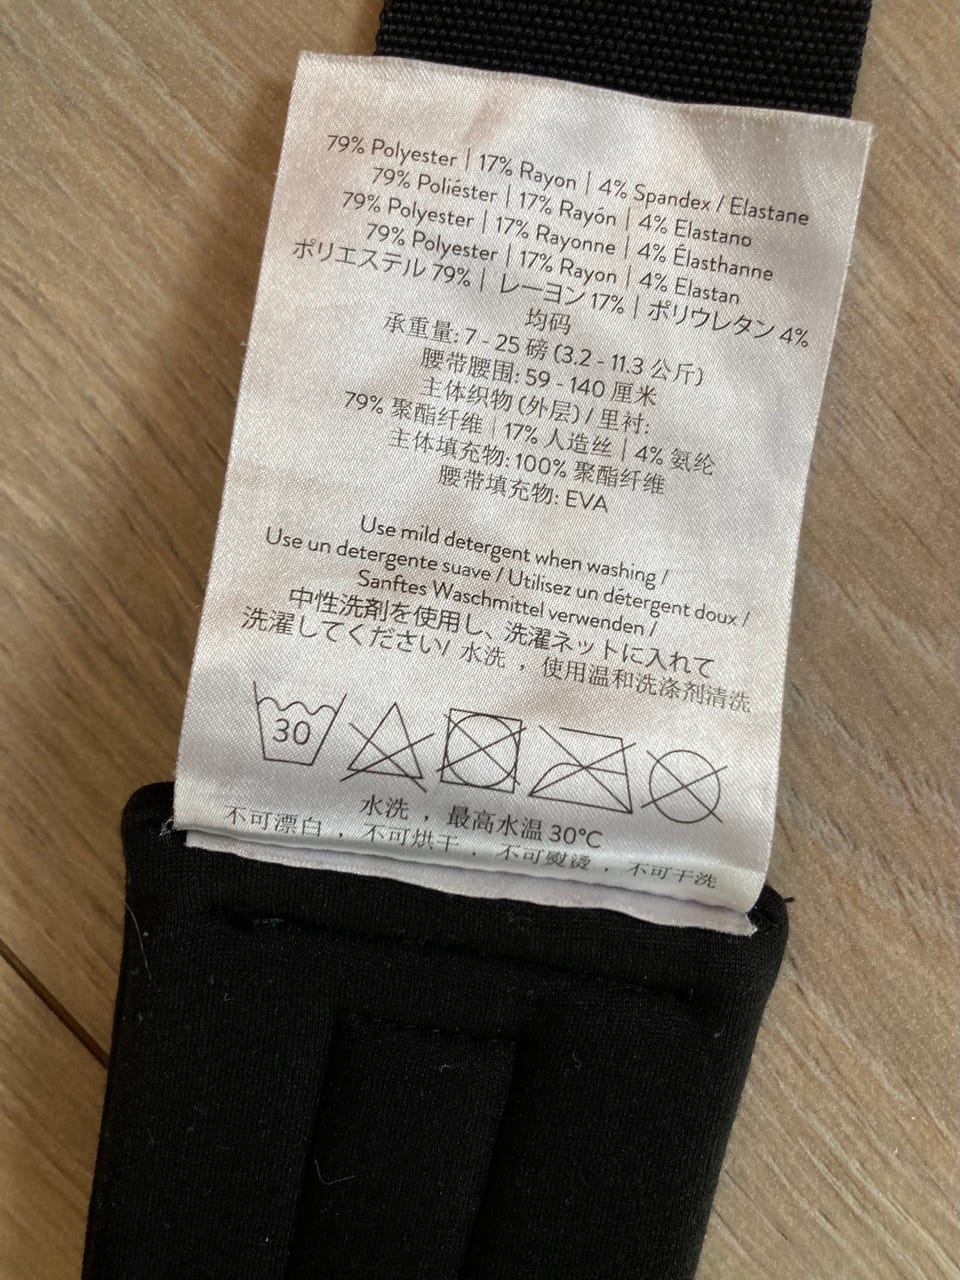 79% Polyester | 17% Rayon | 4% Spandex / Elastane
79% Poliéster | 17% Rayón | 4% Elastano
79% Polyester | 17% Rayonne | 4% Élasthanne
79% Polyester | 17% Rayon | 4% Elastan
ポリエステル 79% | レーヨン 17% | ポリウレタン 4%
均码
承重量: 7 - 25 磅 (3.2 - 11.3 公斤)
腰带腰围: 59 - 140 厘米
主体织物 (外层) / 里衬:
79% 聚酯纤维 | 17% 人造丝 | 4% 氨纶
主体填充物: 100% 聚酯纤维
腰带填充物: EVA
Use mild detergent when washing /
Use un detergente suave / Utilisez un détergent doux /
Sanftes Waschmittel verwenden /
中性洗剤を使用し、洗濯ネットに入れて
洗濯してください/ 水洗，使用温和洗涤剂清洗
30
水洗，最高水温 30°C
不可漂白，不可烘干，不可熨烫，不可干洗